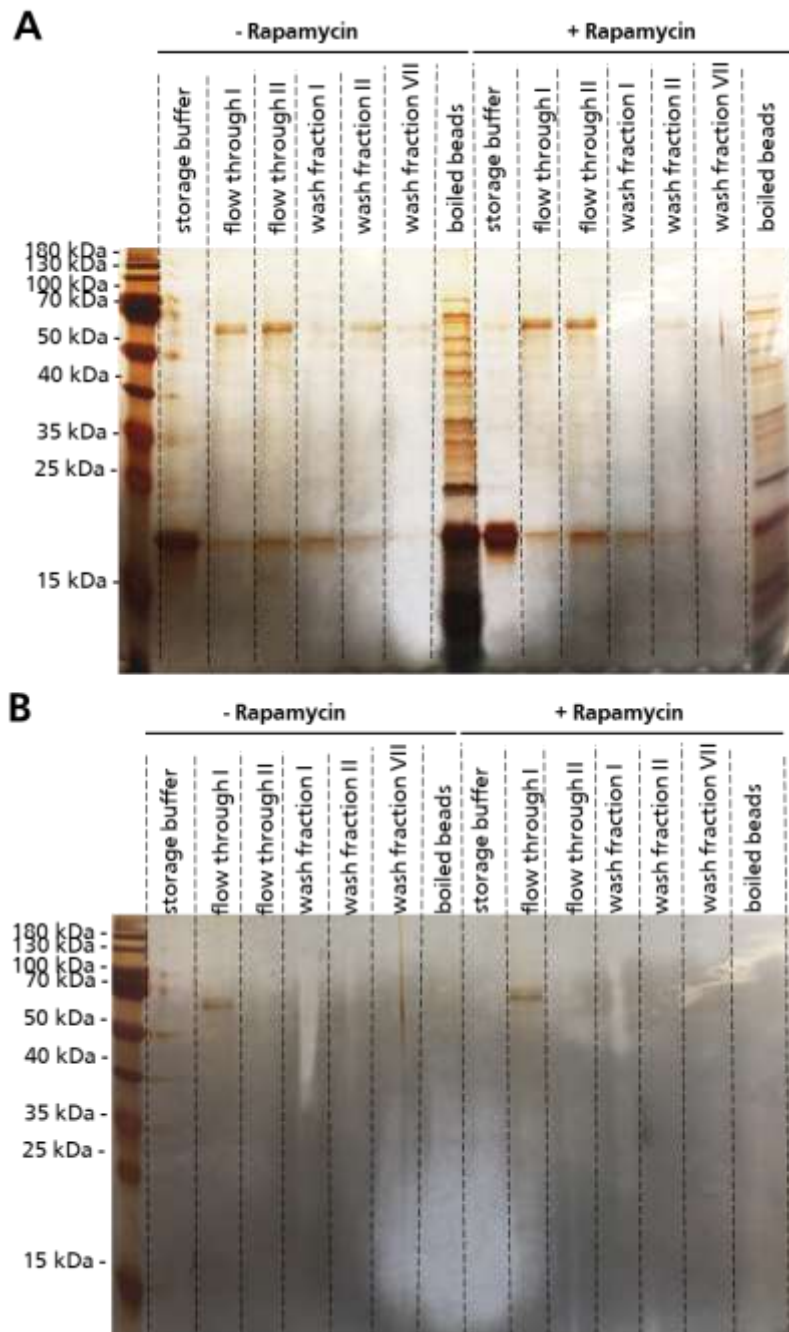 A
- Rapamycin + Rapamycin
storage buffer
flow through I
flow through II
wash fraction I
wash fraction II
wash fraction VII
boiled beads
storage buffer
flow through I
flow through II
wash fraction I
wash fraction II
wash fraction VII
boiled beads
180 kDa -
130 kDa -
100 kDa -
70 kDa -
50 kDa -
40 kDa -
35 kDa -
25 kDa -
15 kDa -
B
- Rapamycin + Rapamycin
storage buffer
flow through I
flow through II
wash fraction I
wash fraction II
wash fraction VII
boiled beads
storage buffer
flow through I
flow through II
wash fraction I
wash fraction II
wash fraction VII
boiled beads
180 kDa -
130 kDa -
100 kDa -
70 kDa -
50 kDa -
40 kDa -
35 kDa -
25 kDa -
15 kDa -